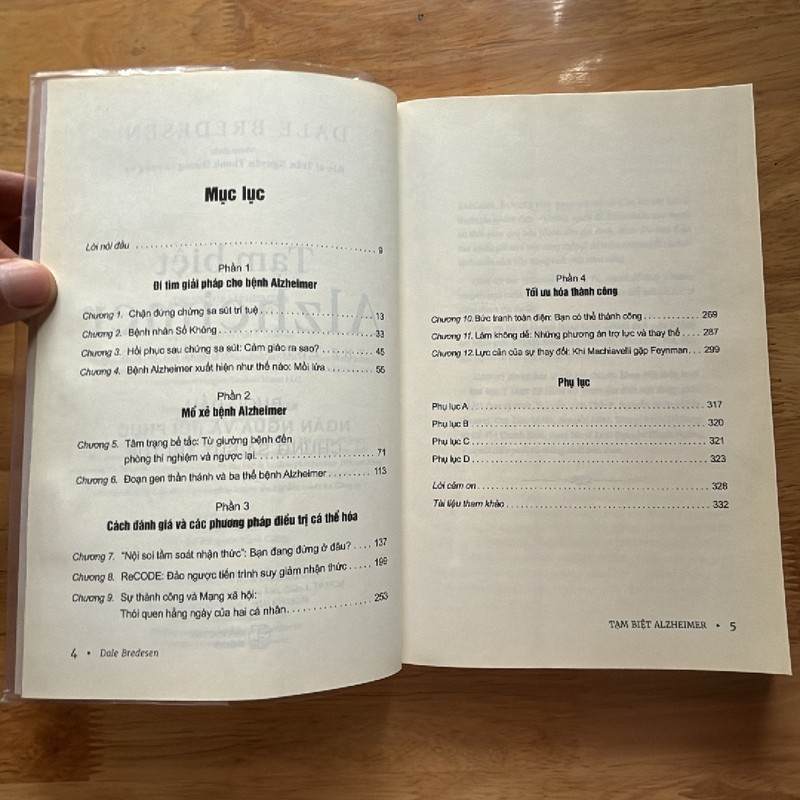 Mục lục
Lời nói đầu ........ 9
Phần 1
Đi tìm giải pháp cho bệnh Alzheimer
Chương 1. Chặn đứng chứng sa sút trí tuệ ........ 13
Chương 2. Bệnh nhân Số Không ........ 33
Chương 3. Hồi phục sau chứng sa sút: Cảm giác ra sao? ........ 45
Chương 4. Bệnh Alzheimer xuất hiện như thế nào: Mồi lửa ........ 55
Phần 2
Mổ xẻ bệnh Alzheimer
Chương 5. Tâm trạng bế tắc: Từ giường bệnh đến
phòng thí nghiệm và ngược lại ........ 71
Chương 6. Đoạn gen thần thánh và ba thể bệnh Alzheimer ........ 113
Phần 3
Cách đánh giá và các phương pháp điều trị cá thể hóa
Chương 7. "Nội soi tầm soát nhận thức": Bạn đang đứng ở đâu? .... 137
Chương 8. ReCODE: Đảo ngược tiến trình suy giảm nhận thức ... 199
Chương 9. Sự thành công và Mạng xã hội:
Thói quen hằng ngày của hai cá nhân ........ 253
4 • Dale Bredesen
Phần 4
Tối ưu hóa thành công
Chương 10. Bức tranh toàn diện: Bạn có thể thành công ........ 269
Chương 11. Làm không dễ: Những phương án trợ lực và thay thế ... 287
Chương 12. Lực cản của sự thay đổi: Khi Machiavelli gặp Feynman ... 299
Phụ lục
Phụ lục A ........ 317
Phụ lục B ........ 320
Phụ lục C ........ 321
Phụ lục D ........ 323
Lời cảm ơn ........ 328
Tài liệu tham khảo ........ 332
TẠM BIỆT ALZHEIMER • 5